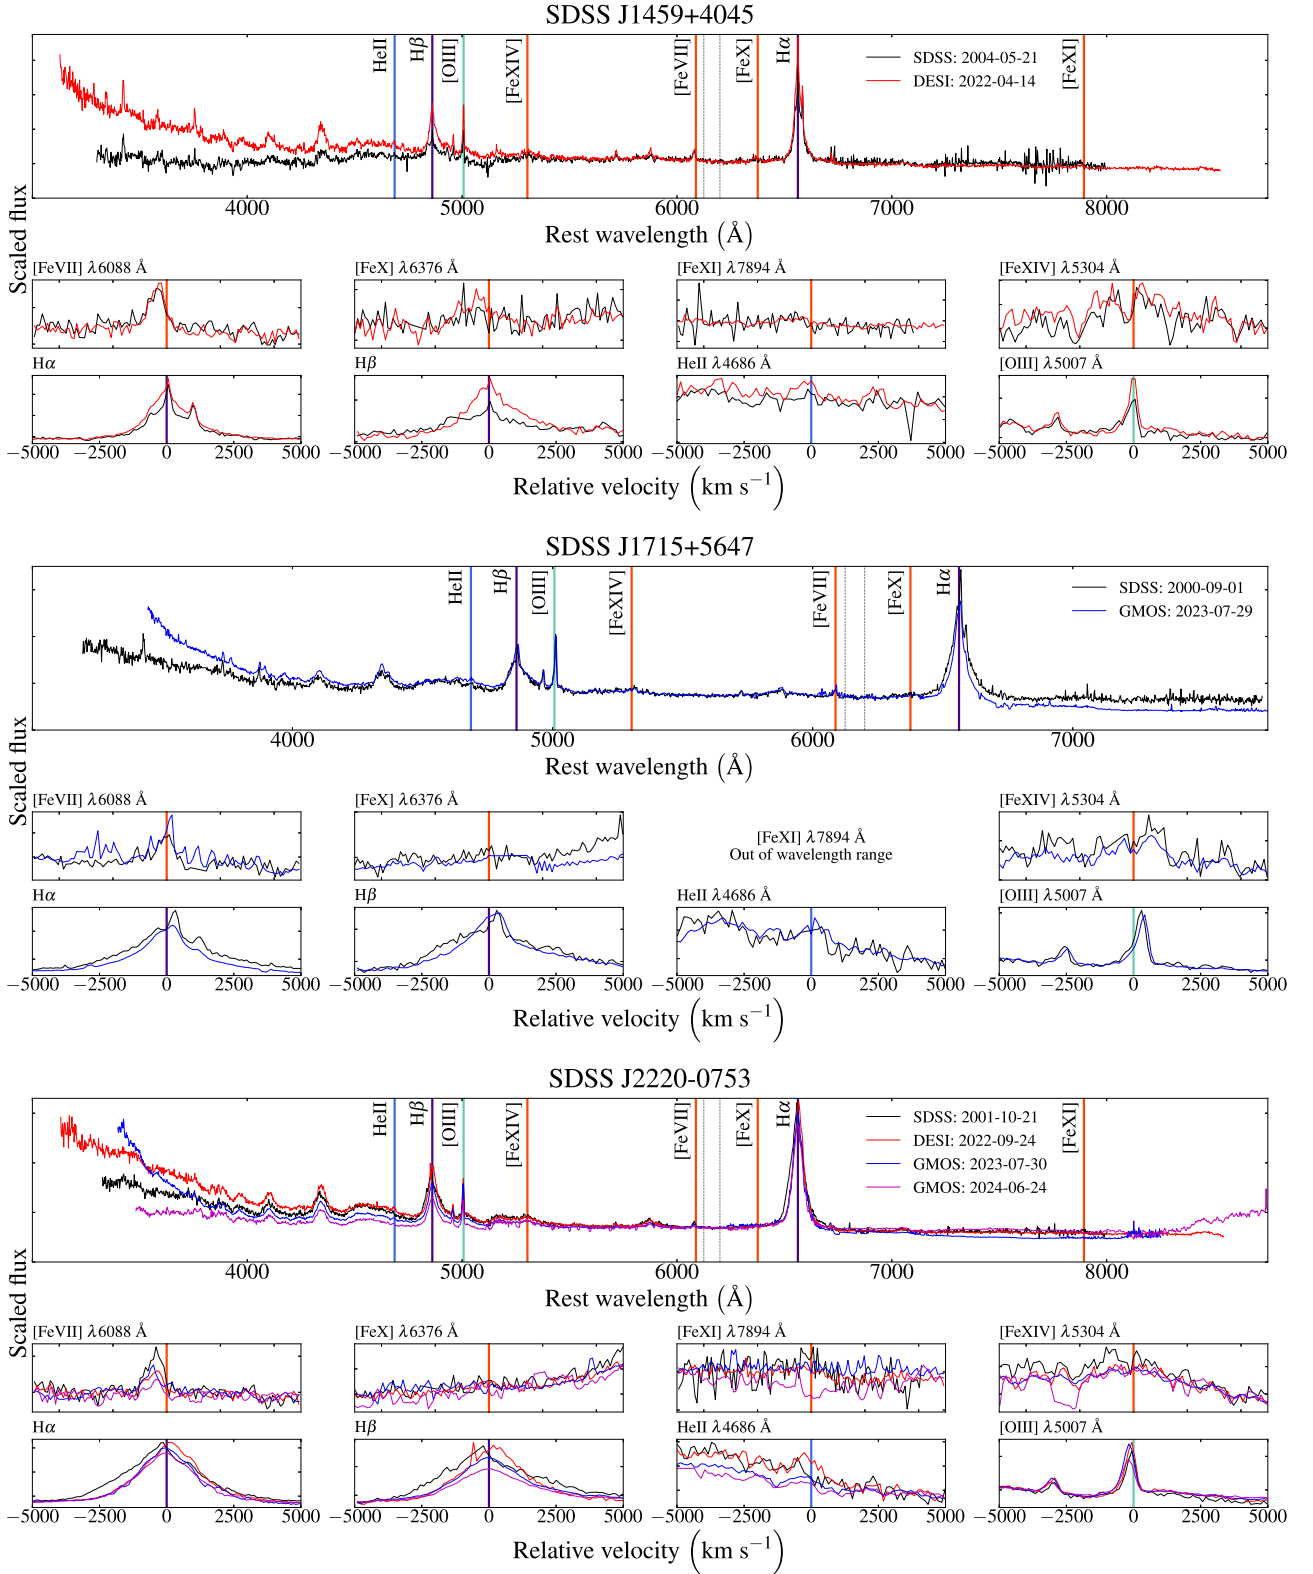 SDSS J1459+4045
HeII
Hβ
[OIII]
[FeXIV]
[FeVII]
[FeX]
Hα
[FeXI]
SDSS: 2004-05-21
DESI: 2022-04-14
4000 5000 6000 7000 8000
Rest wavelength (Å)
Scaled flux
[FeVII] λ6088 Å
[FeX] λ6376 Å
[FeXI] λ7894 Å
[FeXIV] λ5304 Å
Hα
Hβ
HeII λ4686 Å
[OIII] λ5007 Å
−5000 −2500 0 2500 5000
−2500 0 2500 5000
−2500 0 2500 5000
−5000 −2500 0 2500 5000
Relative velocity (km s−1)
SDSS J1715+5647
HeII
Hβ
[OIII]
[FeXIV]
[FeVII]
[FeX]
Hα
SDSS: 2000-09-01
GMOS: 2023-07-29
4000 5000 6000 7000
Rest wavelength (Å)
Scaled flux
[FeVII] λ6088 Å
[FeX] λ6376 Å
[FeXI] λ7894 Å
Out of wavelength range
[FeXIV] λ5304 Å
Hα
Hβ
HeII λ4686 Å
[OIII] λ5007 Å
−5000 −2500 0 2500 5000
−2500 0 2500 5000
−2500 0 2500 5000
−5000 −2500 0 2500 5000
Relative velocity (km s−1)
SDSS J2220-0753
HeII
Hβ
[OIII]
[FeXIV]
[FeVII]
[FeX]
Hα
[FeXI]
SDSS: 2001-10-21
DESI: 2022-09-24
GMOS: 2023-07-30
GMOS: 2024-06-24
4000 5000 6000 7000 8000
Rest wavelength (Å)
Scaled flux
[FeVII] λ6088 Å
[FeX] λ6376 Å
[FeXI] λ7894 Å
[FeXIV] λ5304 Å
Hα
Hβ
HeII λ4686 Å
[OIII] λ5007 Å
−5000 −2500 0 2500 5000
−2500 0 2500 5000
−2500 0 2500 5000
−5000 −2500 0 2500 5000
Relative velocity (km s−1)